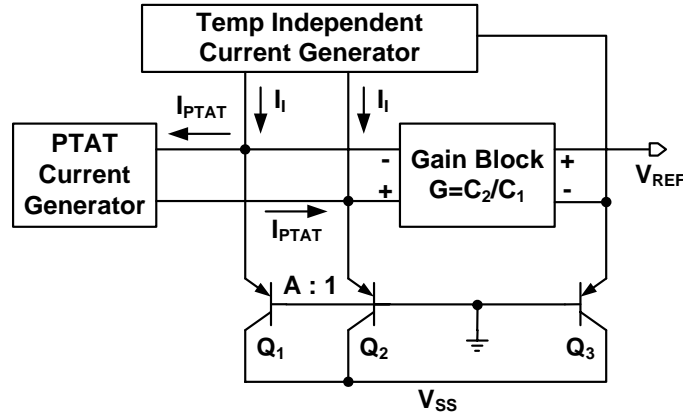 Temp Independent
Current Generator
I_PTAT
I_I
I_I
PTAT
Current
Generator
-
Gain Block
+
V_REF
+
G=C_2/C_1
-
I_PTAT
A : 1
Q_1
Q_2
Q_3
V_SS